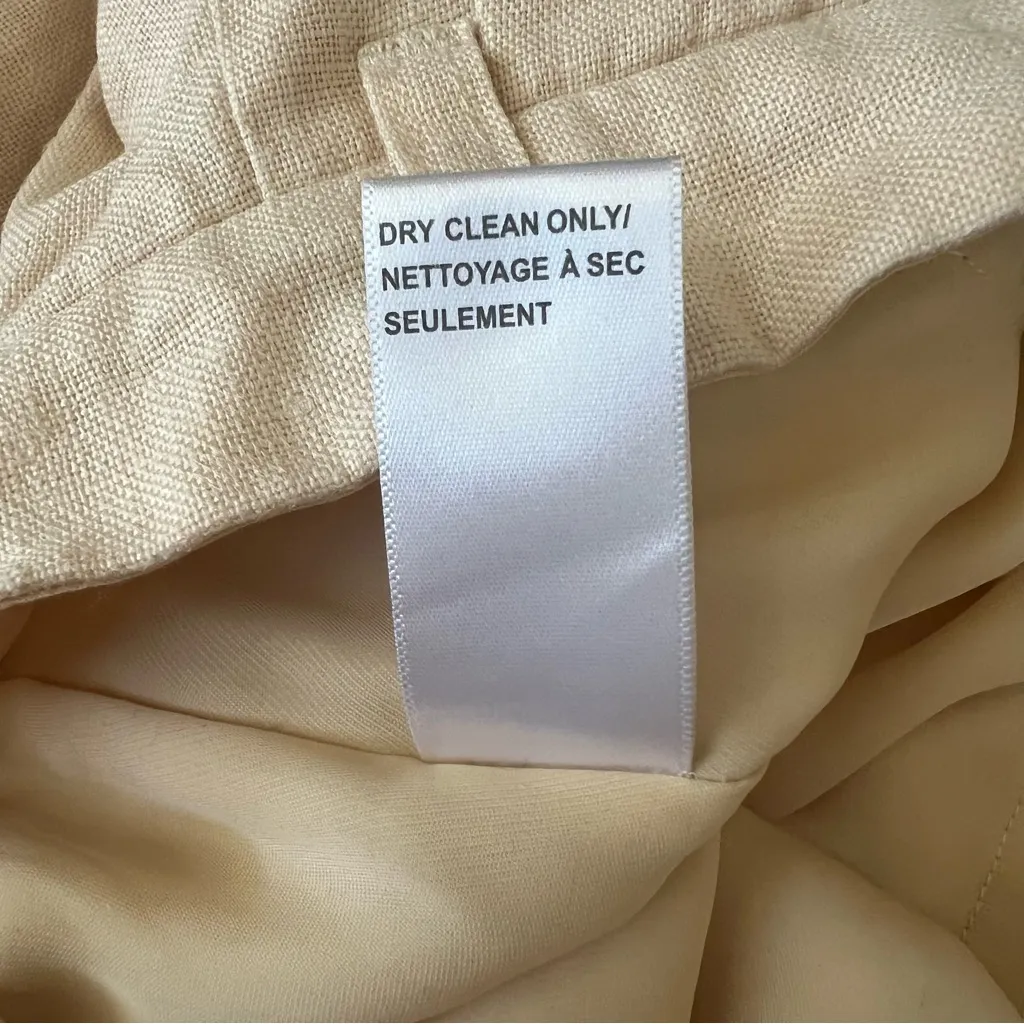 DRY CLEAN ONLY/
NETTOYAGE À SEC
SEULEMENT